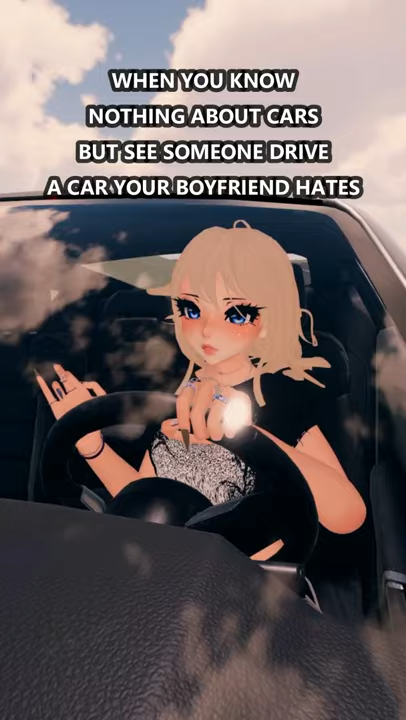 WHEN YOU KNOW
NOTHING ABOUT CARS
BUT SEE SOMEONE DRIVE
A CAR YOUR BOYFRIEND HATES